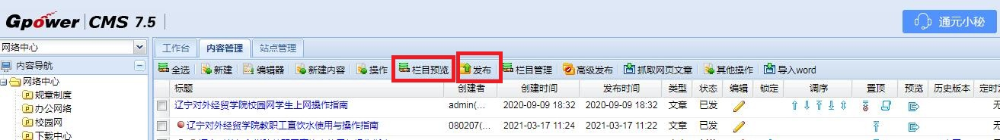 Gpower CMS 7.5
通元小秘
网络中心
工作台 内容管理 站点管理
内容导航
全选 新建 编辑器 新建内容 操作 栏目预览 发布 栏目管理 高级发布 抓取网页文章 其他操作 导入word
网络中心
标题 创建者 创建时间 发布时间 类型 状态 编辑 锁定 调序 置顶 预览 历史版本 定时发
规章制度
辽宁对外经贸学院校园网学生上网操作指南 admin(... 2020-09-09 18:32 2020-09-09 18:32 文章 已发
办公网络
校园网
辽宁对外经贸学院教职工直饮水使用与操作指南 080207(... 2021-03-17 11:24 2021-03-17 11:22 文章 已发
下载中心